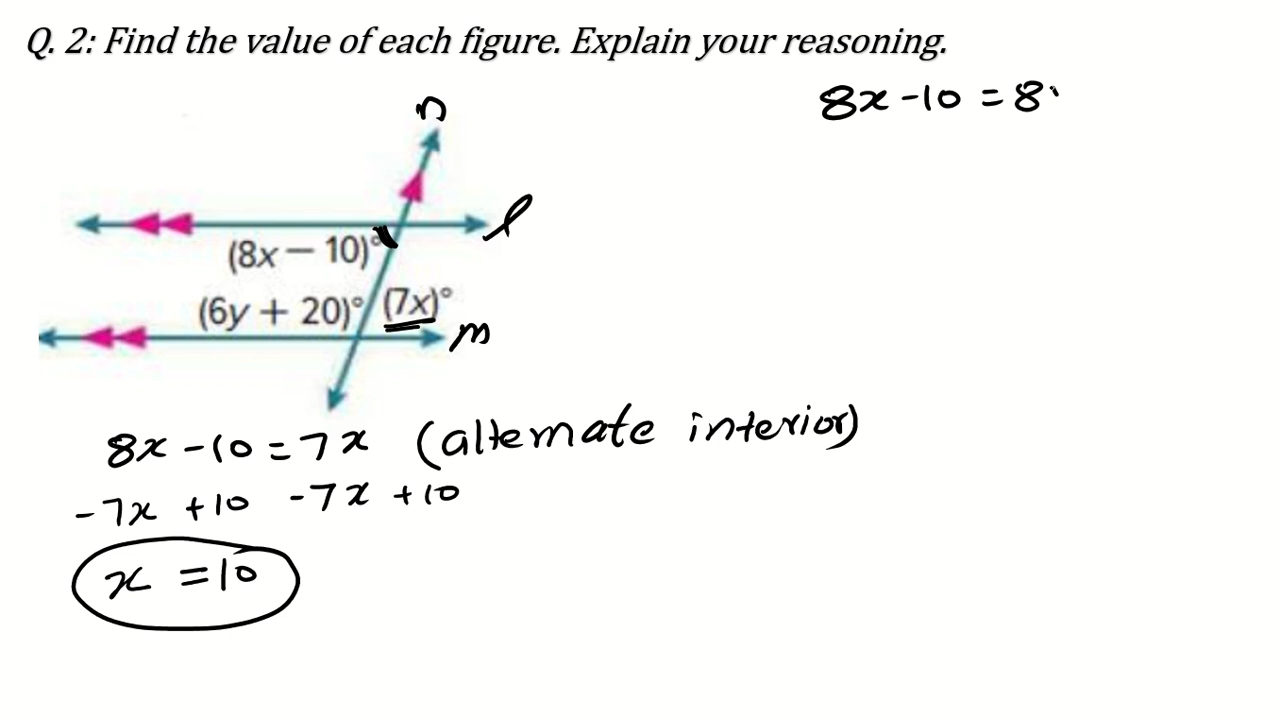 Q. 2: Find the value of each figure. Explain your reasoning.
8x - 10 = 8
n
l
(8x − 10)°
(6y + 20)° (7x)°
m
8x - 10 = 7x (alternate interior)
-7x +10 -7x +10
x = 10